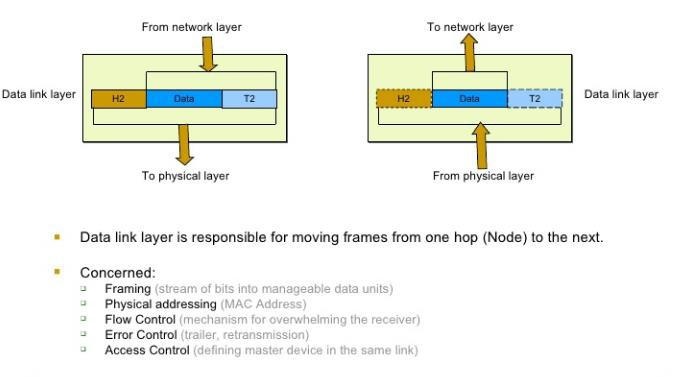 From network layer
To network layer
Data link layer
H2
Data
T2
H2
Data
T2
Data link layer
To physical layer
From physical layer
Data link layer is responsible for moving frames from one hop (Node) to the next.
Concerned:
Framing (stream of bits into manageable data units)
Physical addressing (MAC Address)
Flow Control (mechanism for overwhelming the receiver)
Error Control (trailer, retransmission)
Access Control (defining master device in the same link)